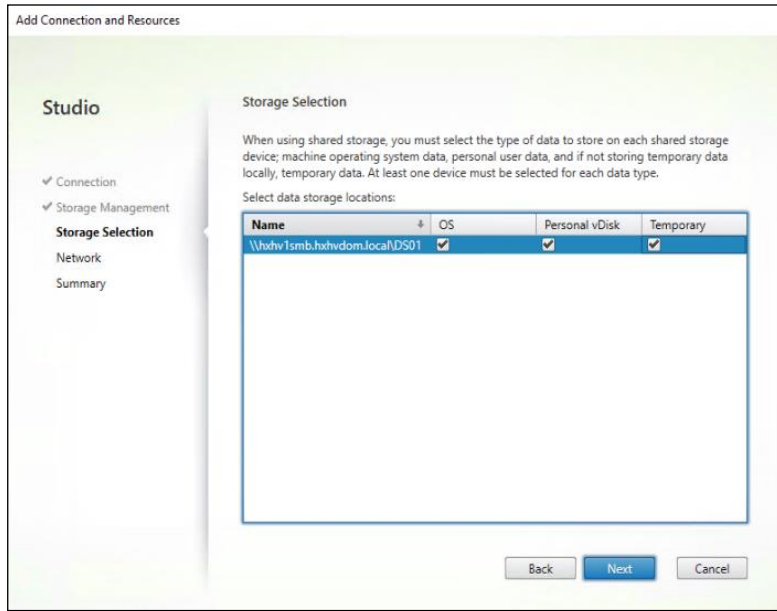 Add Connection and Resources
Studio
Connection
Storage Management
Storage Selection
Network
Summary
Storage Selection
When using shared storage, you must select the type of data to store on each shared storage
device; machine operating system data, personal user data, and if not storing temporary data
locally, temporary data. At least one device must be selected for each data type.
Select data storage locations:
Name OS Personal vDisk Temporary
\\hxhv1smb.hxhvdom.local\DS01
Back Next Cancel